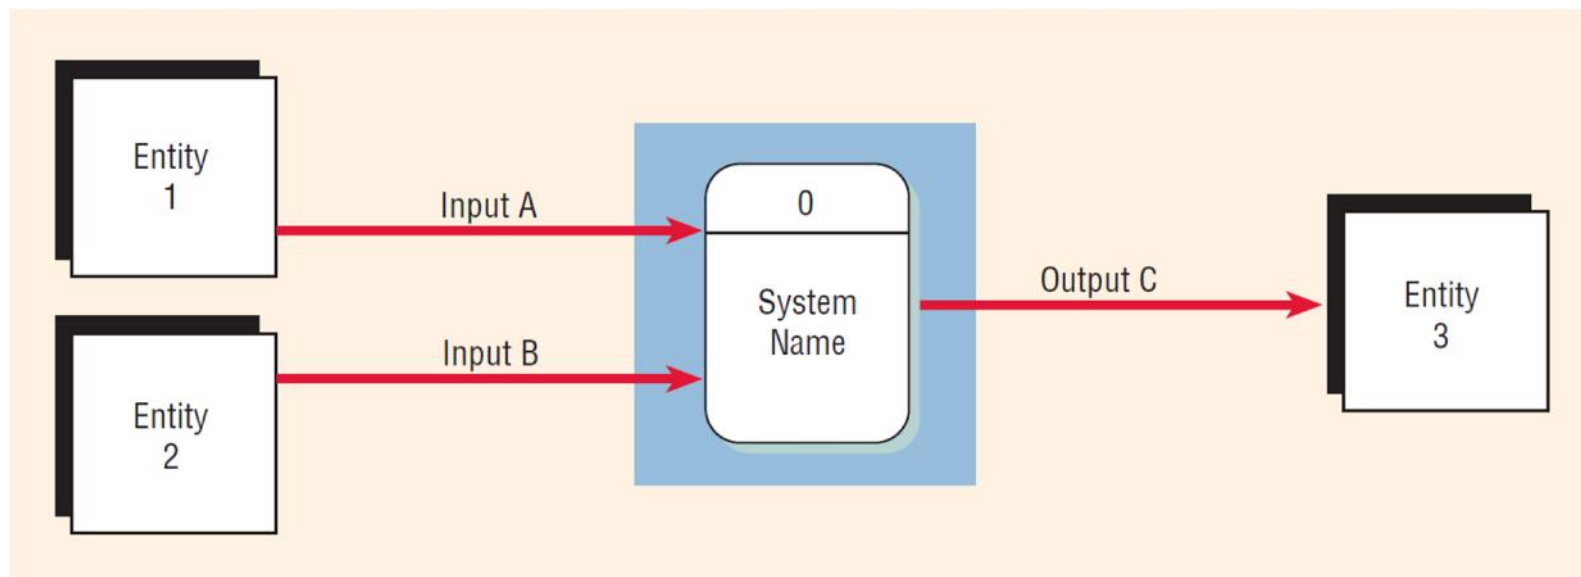 Entity
1
Input A
Entity
2
Input B
0
System
Name
Output C
Entity
3